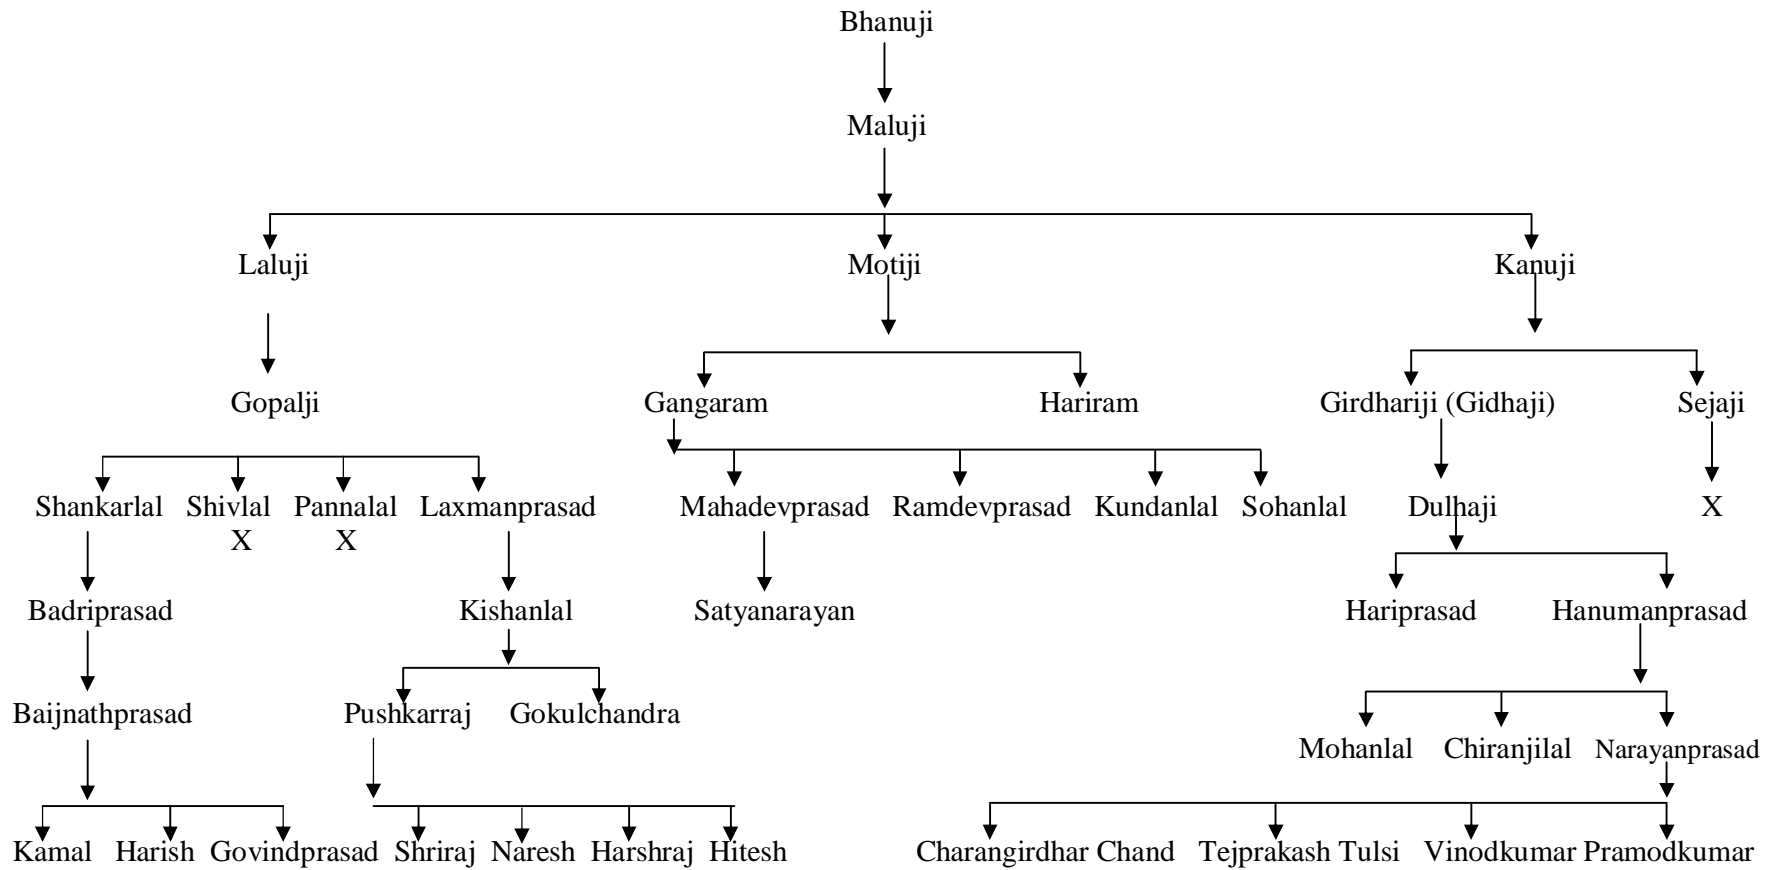 Bhanuji
Maluji
Laluji Motiji Kanuji
Gopalji Gangaram Hariram Girdhariji (Gidhaji) Sejaji
Shankarlal Shivlal Pannalal Laxmanprasad Mahadevprasad Ramdevprasad Kundanlal Sohanlal Dulhaji X
X X
Badriprasad Kishanlal Satyanarayan Hariprasad Hanumanprasad
Baijnathprasad Pushkarraj Gokulchandra
Mohanlal Chiranjilal Narayanprasad
Kamal Harish Govindprasad Shriraj Naresh Harshraj Hitesh Charangirdhar Chand Tejprakash Tulsi Vinodkumar Pramodkumar